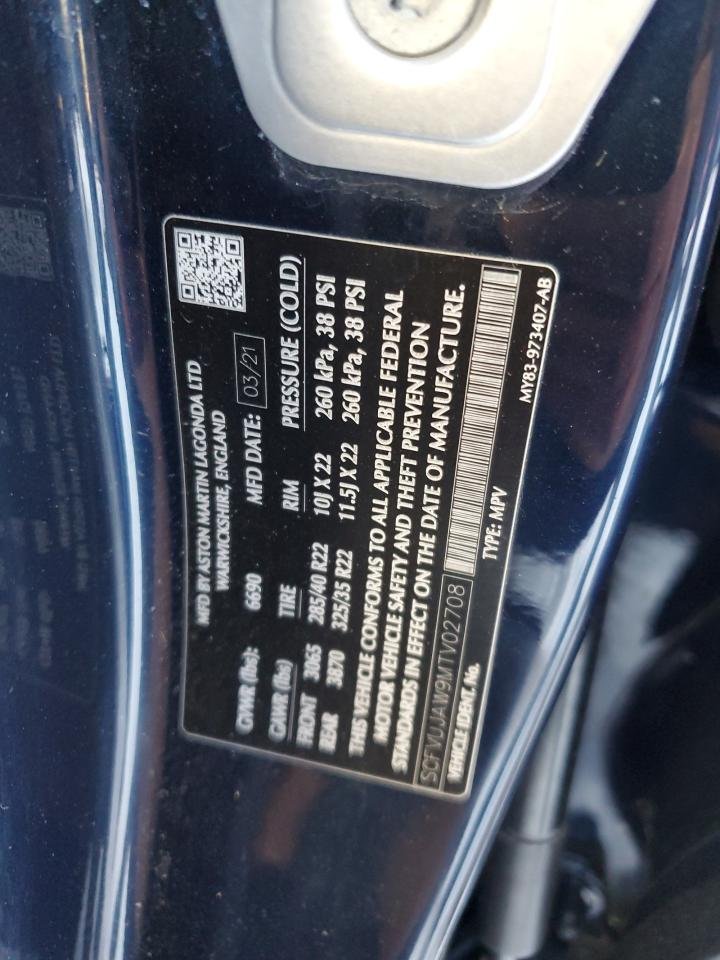 MFD BY ASTON MARTIN LAGONDA LTD
WARWICKSHIRE, ENGLAND
GVWR (lbs): 6690 MFD DATE: 03/21
GAWR (lbs): TIRE RIM PRESSURE (COLD)
FRONT 3065 285/40 R22 10J X 22 260 kPa, 38 PSI
REAR 3870 325/35 R22 11.5J X 22 260 kPa, 38 PSI
THIS VEHICLE CONFORMS TO ALL APPLICABLE FEDERAL
MOTOR VEHICLE SAFETY AND THEFT PREVENTION
STANDARDS IN EFFECT ON THE DATE OF MANUFACTURE.
SCFVUJAW9MTV02708
VEHICLE IDENT. No. TYPE: MPV
MY83-973407-AB